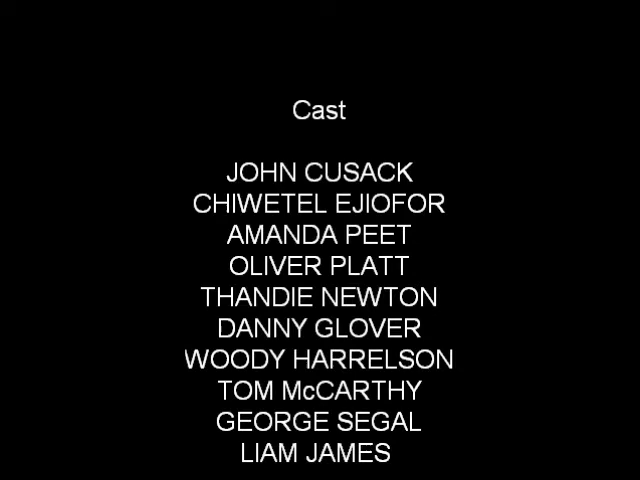 Cast
JOHN CUSACK
CHIWETEL EJIOFOR
AMANDA PEET
OLIVER PLATT
THANDIE NEWTON
DANNY GLOVER
WOODY HARRELSON
TOM McCARTHY
GEORGE SEGAL
LIAM JAMES